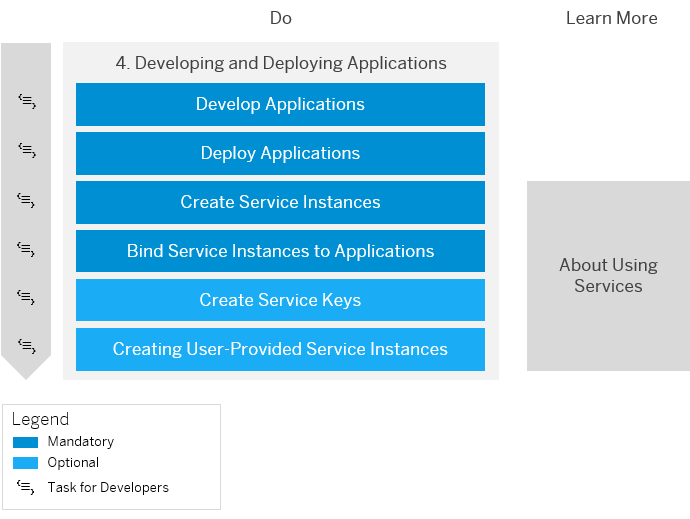 Do
Learn More
4. Developing and Deploying Applications
Develop Applications
Deploy Applications
Create Service Instances
Bind Service Instances to Applications
Create Service Keys
Creating User-Provided Service Instances
About Using
Services
Legend
Mandatory
Optional
Task for Developers